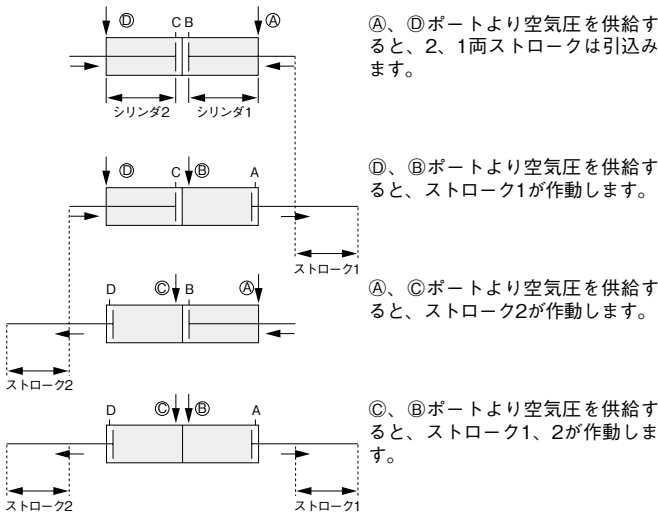 Ⓓ C B Ⓐ
シリンダ2 シリンダ1
Ⓐ、Ⓓポートより空気圧を供給す
ると、2、1両ストロークは引込み
ます。
Ⓓ C Ⓑ A
ストローク1
Ⓓ、Ⓑポートより空気圧を供給す
ると、ストローク1が作動します。
D Ⓒ B Ⓐ
ストローク2
Ⓐ、Ⓒポートより空気圧を供給す
ると、ストローク2が作動します。
D Ⓒ Ⓑ A
ストローク2 ストローク1
Ⓒ、Ⓑポートより空気圧を供給す
ると、ストローク1、2が作動しま
す。